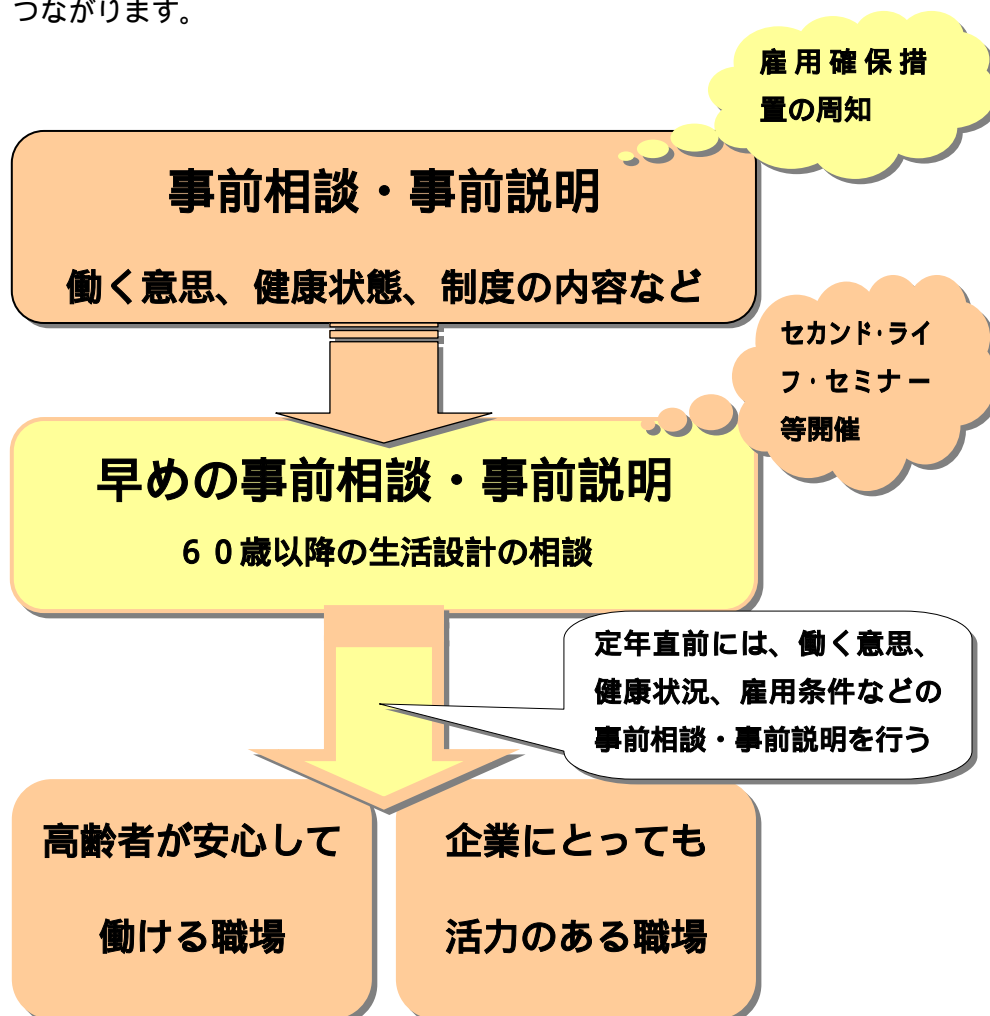 つながります。
雇用確保措
置の周知
事前相談・事前説明
働く意思、健康状態、制度の内容など
セカンド・ライ
フ・セミナー
等開催
早めの事前相談・事前説明
６０歳以降の生活設計の相談
定年直前には、働く意思、
健康状況、雇用条件などの
事前相談・事前説明を行う
高齢者が安心して
働ける職場
企業にとっても
活力のある職場